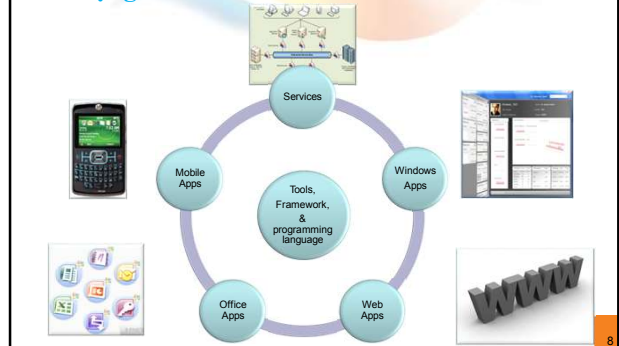 Services
Mobile
Apps
Windows
Apps
Tools,
Framework,
&
programming
language
Office
Apps
Web
Apps
WWW
8